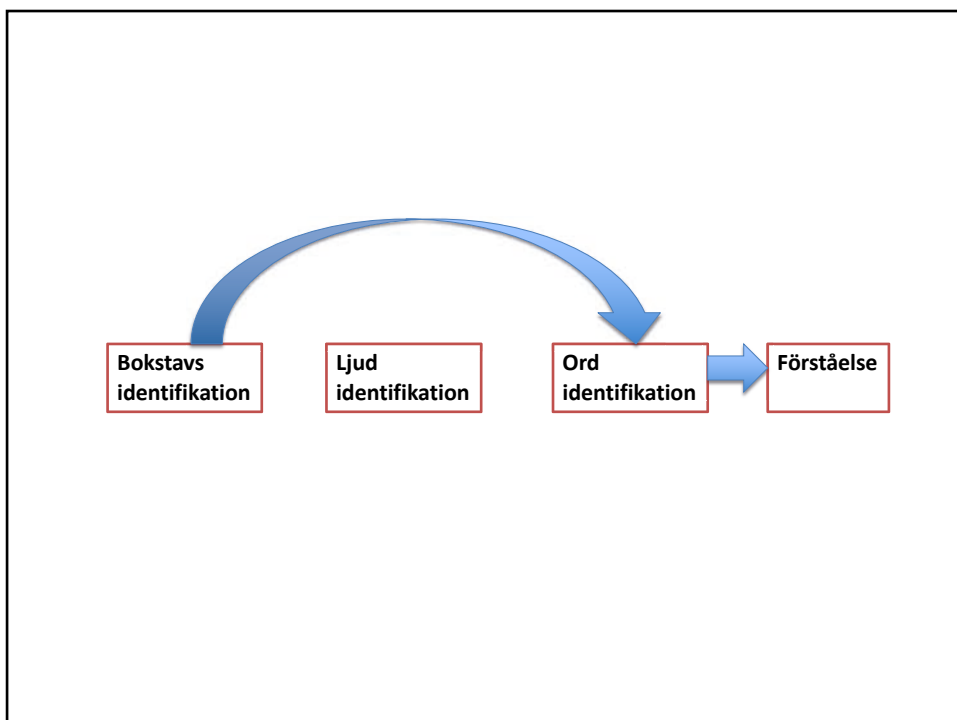 Bokstavs
identifikation
Ljud
identifikation
Ord
identifikation
Förståelse